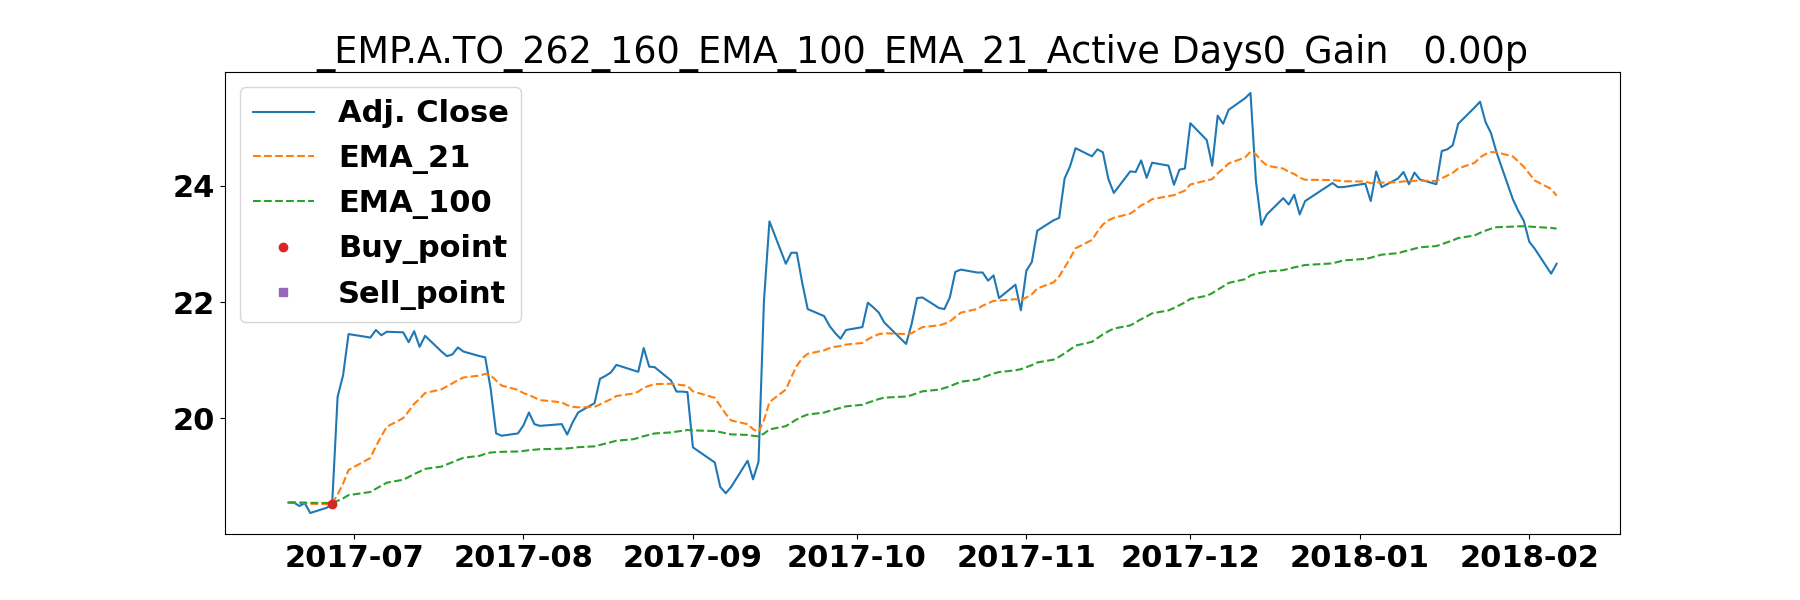 _EMP.A.TO_262_160_EMA_100_EMA_21_Active Days0_Gain   0.00p
Adj. Close
EMA_21
EMA_100
Buy_point
Sell_point
24
22
20
2017-07 2017-08 2017-09 2017-10 2017-11 2017-12 2018-01 2018-02